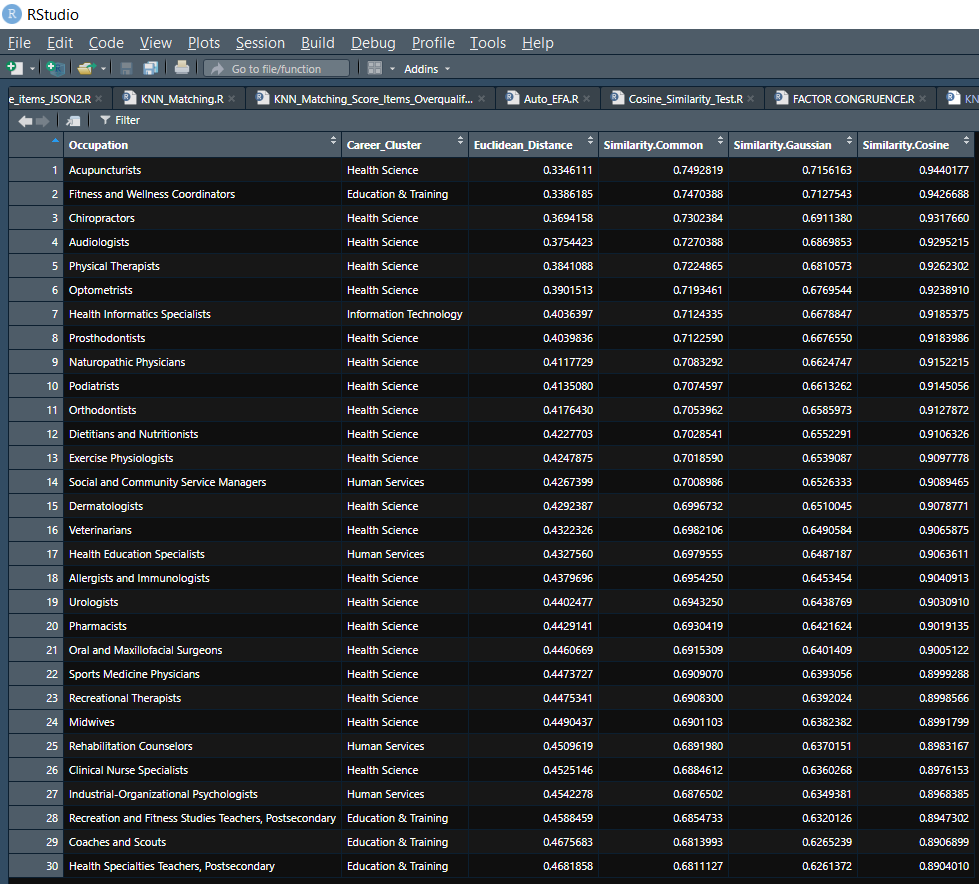 RStudio
File Edit Code View Plots Session Build Debug Profile Tools Help
Go to file/function Addins
e_items_JSON2.R KNN_Matching.R KNN_Matching_Score_Items_Overqualif... Auto_EFA.R Cosine_Similarity_Test.R FACTOR CONGRUENCE.R KN
Filter
Occupation Career_Cluster Euclidean_Distance Similarity.Common Similarity.Gaussian Similarity.Cosine
1 Acupuncturists Health Science 0.3346111 0.7492819 0.7156163 0.9440177
2 Fitness and Wellness Coordinators Education & Training 0.3386185 0.7470388 0.7127543 0.9426688
3 Chiropractors Health Science 0.3694158 0.7302384 0.6911380 0.9317660
4 Audiologists Health Science 0.3754423 0.7270388 0.6869853 0.9295215
5 Physical Therapists Health Science 0.3841088 0.7224865 0.6810573 0.9262302
6 Optometrists Health Science 0.3901513 0.7193461 0.6769544 0.9238910
7 Health Informatics Specialists Information Technology 0.4036397 0.7124335 0.6678847 0.9185375
8 Prosthodontists Health Science 0.4039836 0.7122590 0.6676550 0.9183986
9 Naturopathic Physicians Health Science 0.4117729 0.7083292 0.6624747 0.9152215
10 Podiatrists Health Science 0.4135080 0.7074597 0.6613262 0.9145056
11 Orthodontists Health Science 0.4176430 0.7053962 0.6585973 0.9127872
12 Dietitians and Nutritionists Health Science 0.4227703 0.7028541 0.6552291 0.9106326
13 Exercise Physiologists Health Science 0.4247875 0.7018590 0.6539087 0.9097778
14 Social and Community Service Managers Human Services 0.4267399 0.7008986 0.6526333 0.9089465
15 Dermatologists Health Science 0.4292387 0.6996732 0.6510045 0.9078771
16 Veterinarians Health Science 0.4322326 0.6982106 0.6490584 0.9065875
17 Health Education Specialists Human Services 0.4327560 0.6979555 0.6487187 0.9063611
18 Allergists and Immunologists Health Science 0.4379696 0.6954250 0.6453454 0.9040913
19 Urologists Health Science 0.4402477 0.6943250 0.6438769 0.9030910
20 Pharmacists Health Science 0.4429141 0.6930419 0.6421624 0.9019135
21 Oral and Maxillofacial Surgeons Health Science 0.4460669 0.6915309 0.6401409 0.9005122
22 Sports Medicine Physicians Health Science 0.4473727 0.6909070 0.6393056 0.8999288
23 Recreational Therapists Health Science 0.4475341 0.6908300 0.6392024 0.8998566
24 Midwives Health Science 0.4490437 0.6901103 0.6382382 0.8991799
25 Rehabilitation Counselors Human Services 0.4509619 0.6891980 0.6370151 0.8983167
26 Clinical Nurse Specialists Health Science 0.4525146 0.6884612 0.6360268 0.8976153
27 Industrial-Organizational Psychologists Human Services 0.4542278 0.6876502 0.6349381 0.8968385
28 Recreation and Fitness Studies Teachers, Postsecondary Education & Training 0.4588459 0.6854733 0.6320126 0.8947302
29 Coaches and Scouts Education & Training 0.4675683 0.6813993 0.6265239 0.8906899
30 Health Specialties Teachers, Postsecondary Education & Training 0.4681858 0.6811127 0.6261372 0.8904010